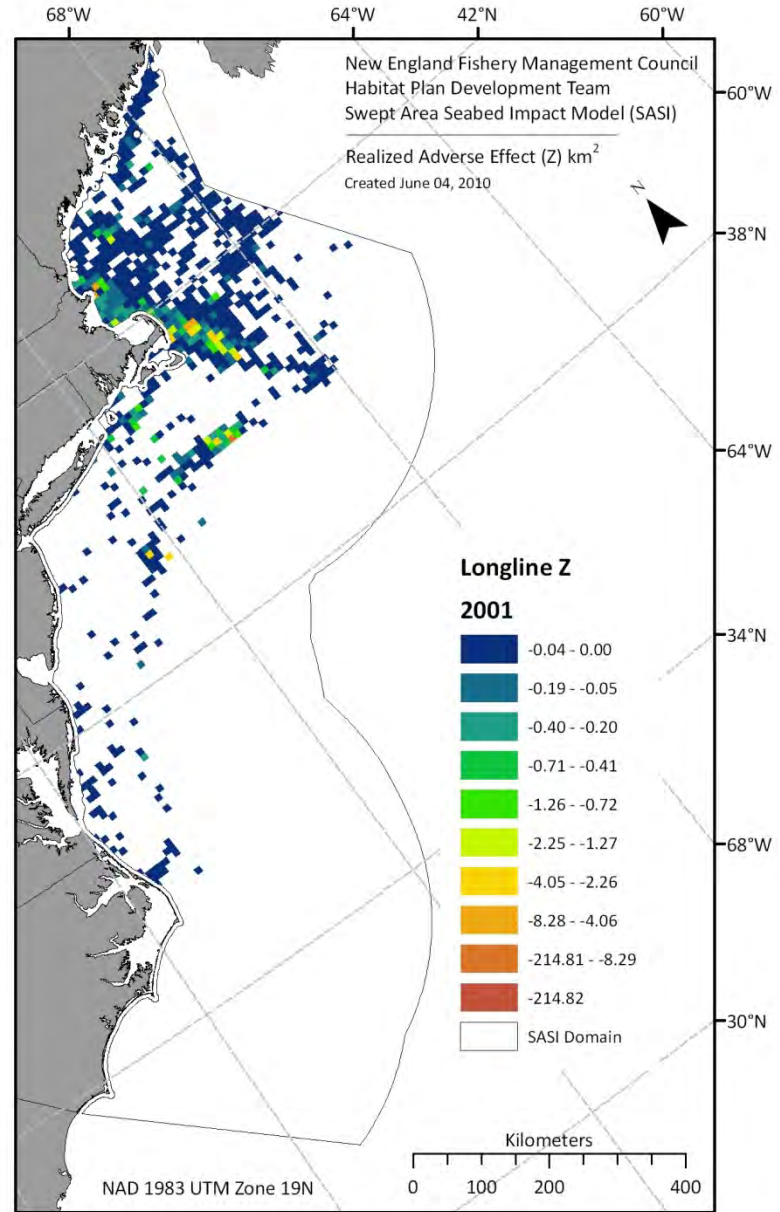 68°W 64°W 42°N 60°W
New England Fishery Management Council
Habitat Plan Development Team
Swept Area Seabed Impact Model (SASI)
Realized Adverse Effect (Z) km²
Created June 04, 2010
N
60°W
38°N
64°W
34°N
68°W
30°N
Longline Z
2001
-0.04 - 0.00
-0.19 - -0.05
-0.40 - -0.20
-0.71 - -0.41
-1.26 - -0.72
-2.25 - -1.27
-4.05 - -2.26
-8.28 - -4.06
-214.81 - -8.29
-214.82
SASI Domain
Kilometers
0 100 200 400
NAD 1983 UTM Zone 19N